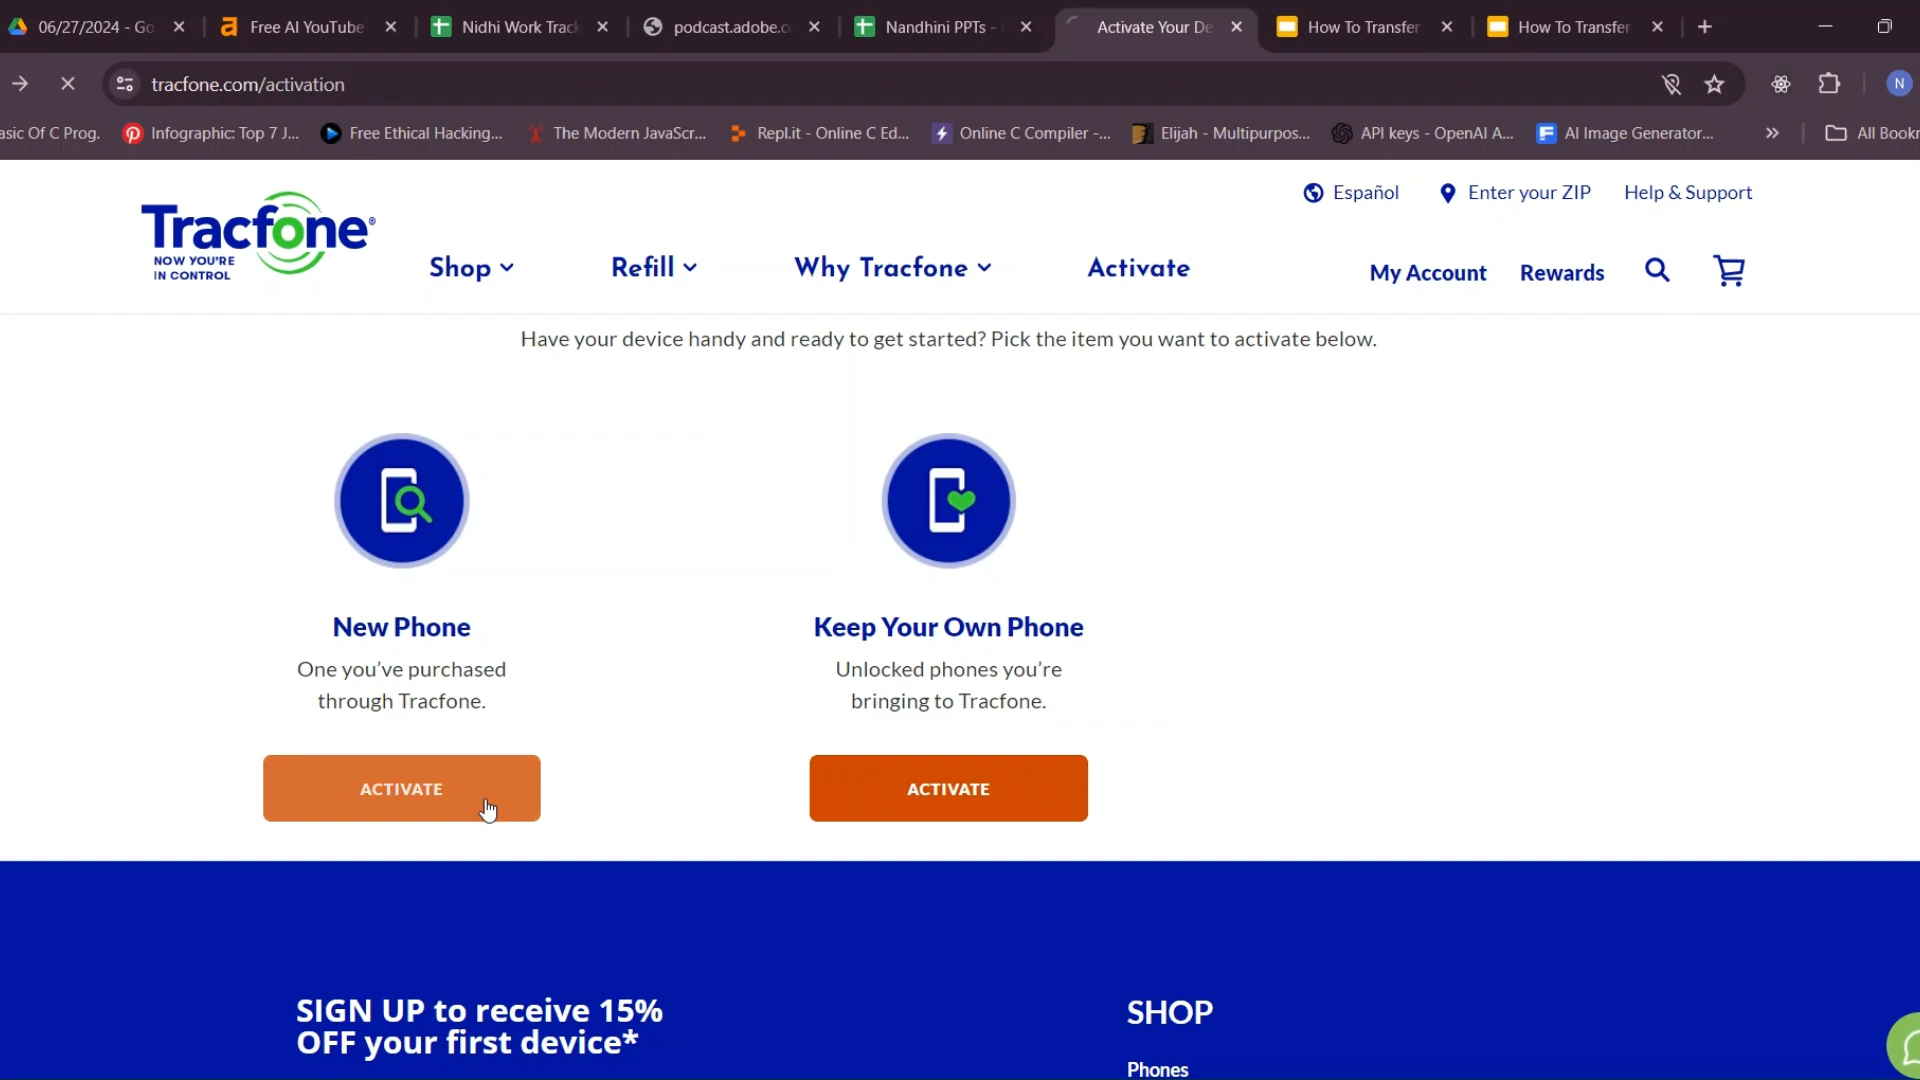 06/27/2024 - Go
Free AI YouTube
Nidhi Work Track
podcast.adobe.c
Nandhini PPTs -
Activate Your De
How To Transfer
How To Transfer
tracfone.com/activation
N
asic Of C Prog.
Infographic: Top 7 J...
Free Ethical Hacking...
The Modern JavaScr...
Repl.it - Online C Ed...
Online C Compiler -...
Elijah - Multipurpos...
API keys - OpenAI A...
AI Image Generator...
All Bookr
Español
Enter your ZIP
Help & Support
Tracfone®
NOW YOU'RE
IN CONTROL
Shop
Refill
Why Tracfone
Activate
My Account
Rewards
Have your device handy and ready to get started? Pick the item you want to activate below.
New Phone
One you've purchased
through Tracfone.
ACTIVATE
Keep Your Own Phone
Unlocked phones you're
bringing to Tracfone.
ACTIVATE
SIGN UP to receive 15%
OFF your first device*
SHOP
Phones